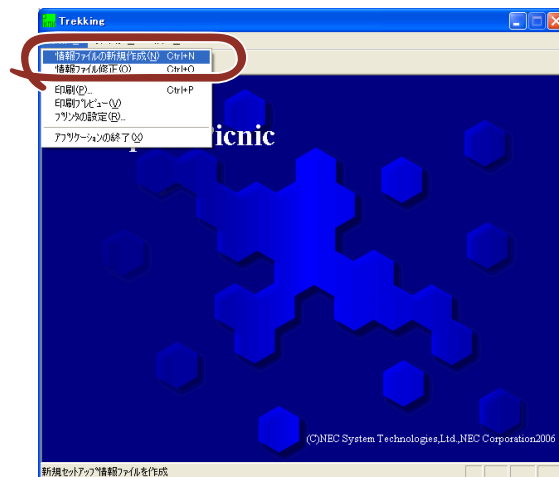 Trekking
情報ファイルの新規作成(N) Ctrl+N
情報ファイル修正(O) Ctrl+O
印刷(P)... Ctrl+P
印刷プレビュー(V)
プリンタの設定(R)...
アプリケーションの終了(X)
icnic
(C)NEC System Technologies,Ltd.,NEC Corporation2006
新規セットアップ情報ファイルを作成